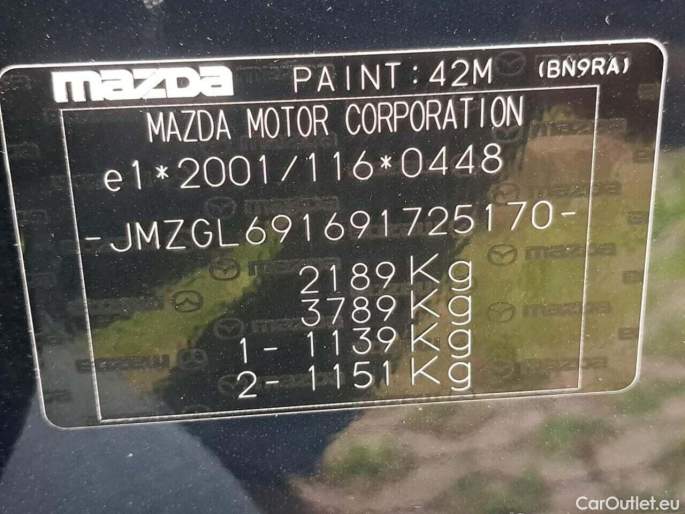 mazDa PAINT:42M (BN9RA)
MAZDA MOTOR CORPORATION
e1*2001/116*0448
-JMZGL691691725170-
2189Kg
3789Kg
1- 1139Kg
2- 1151Kg
CarOutlet.eu